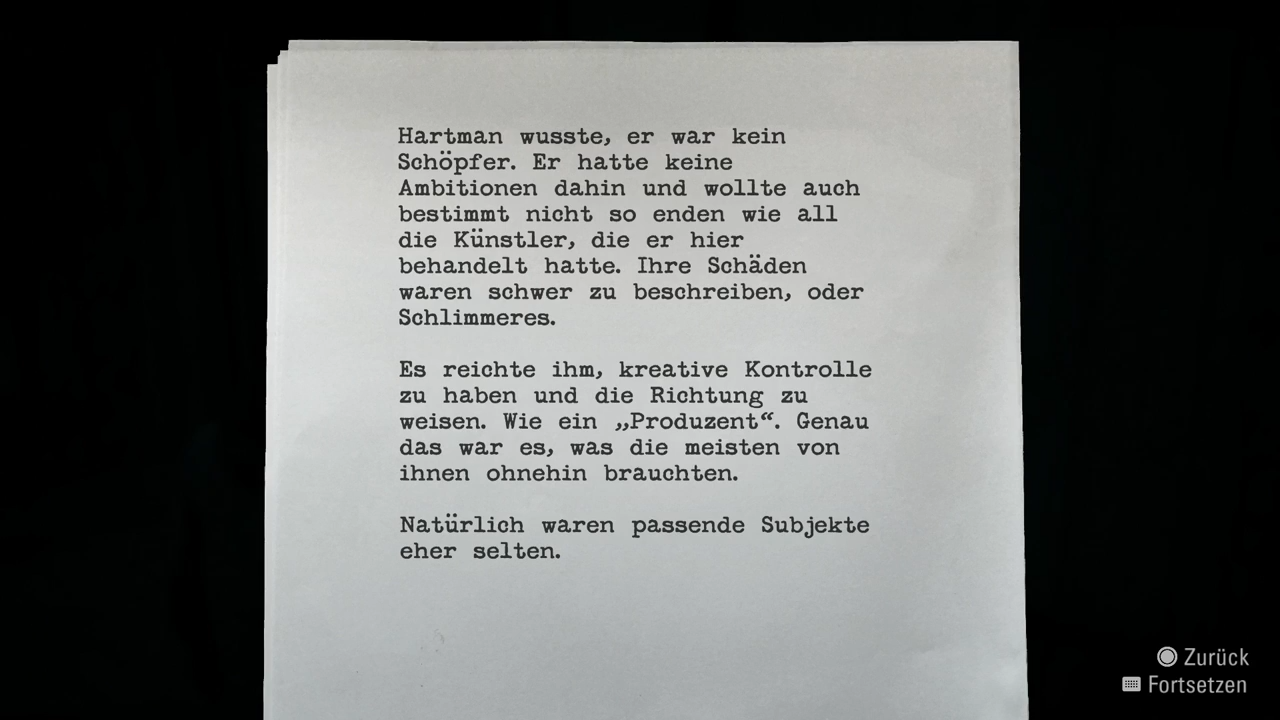 Hartman wusste, er war kein
Schöpfer. Er hatte keine
Ambitionen dahin und wollte auch
bestimmt nicht so enden wie all
die Künstler, die er hier
behandelt hatte. Ihre Schäden
waren schwer zu beschreiben, oder
Schlimmeres.
Es reichte ihm, kreative Kontrolle
zu haben und die Richtung zu
weisen. Wie ein „Produzent“. Genau
das war es, was die meisten von
ihnen ohnehin brauchten.
Natürlich waren passende Subjekte
eher selten.
Zurück
Fortsetzen